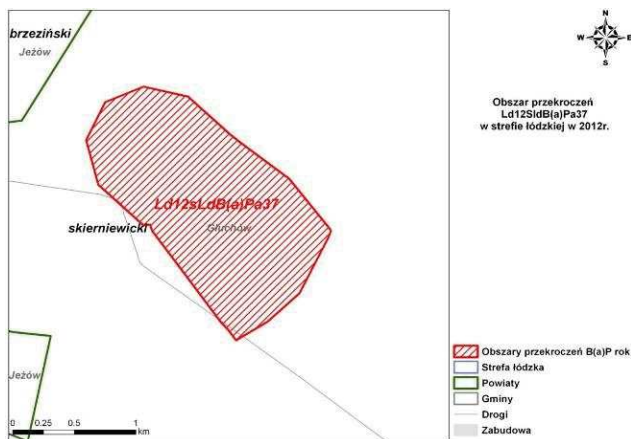 brzeziński
Jeżów
N
W E
S
Obszar przekroczeń
Ld12SldB(a)Pa37
w strefie łódzkiej w 2012r.
Ld12sLdB(a)Pa37
skierniewicki
Głuchów
Jeżów
0 0.25 0.5 1
km
Obszary przekroczeń B(a)P rok
Strefa łódzka
Powiaty
Gminy
Drogi
Zabudowa